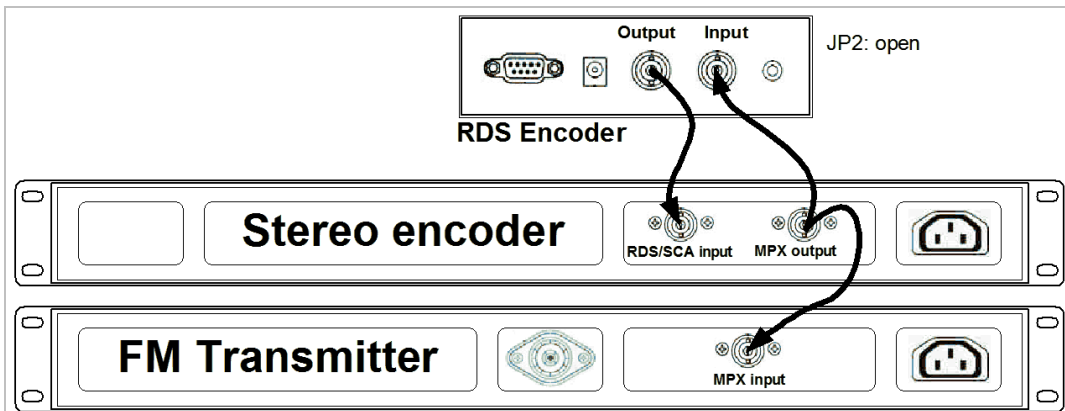 Output Input
JP2: open
RDS Encoder
Stereo encoder
RDS/SCA input MPX output
FM Transmitter
MPX input